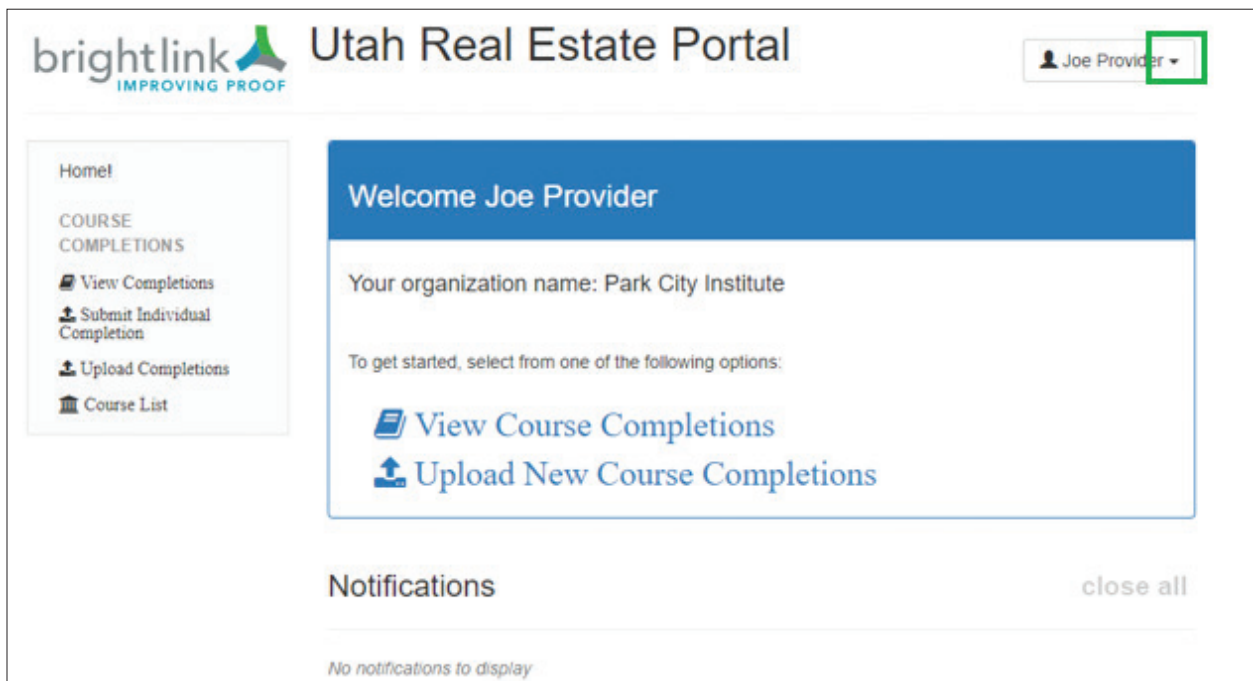 brightlink
IMPROVING PROOF
Utah Real Estate Portal
Joe Provider
Home!
COURSE
COMPLETIONS
View Completions
Submit Individual
Completion
Upload Completions
Course List
Welcome Joe Provider
Your organization name: Park City Institute
To get started, select from one of the following options:
View Course Completions
Upload New Course Completions
Notifications
close all
No notifications to display